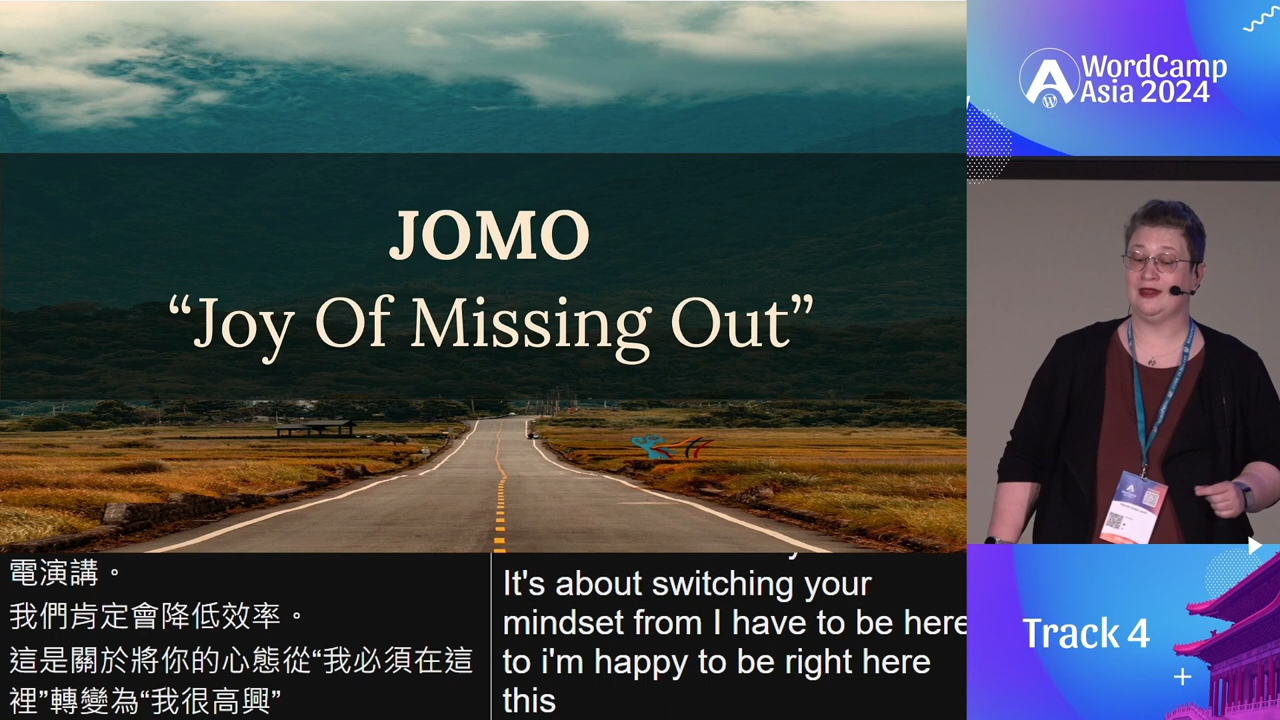 JOMO
“Joy Of Missing Out”
電演講。
我們肯定會降低效率。
這是關於將你的心態從“我必須在這
裡”轉變為“我很高興”
It's about switching your
mindset from I have to be here
to i'm happy to be right here
this
WordCamp
Asia 2024
Track 4